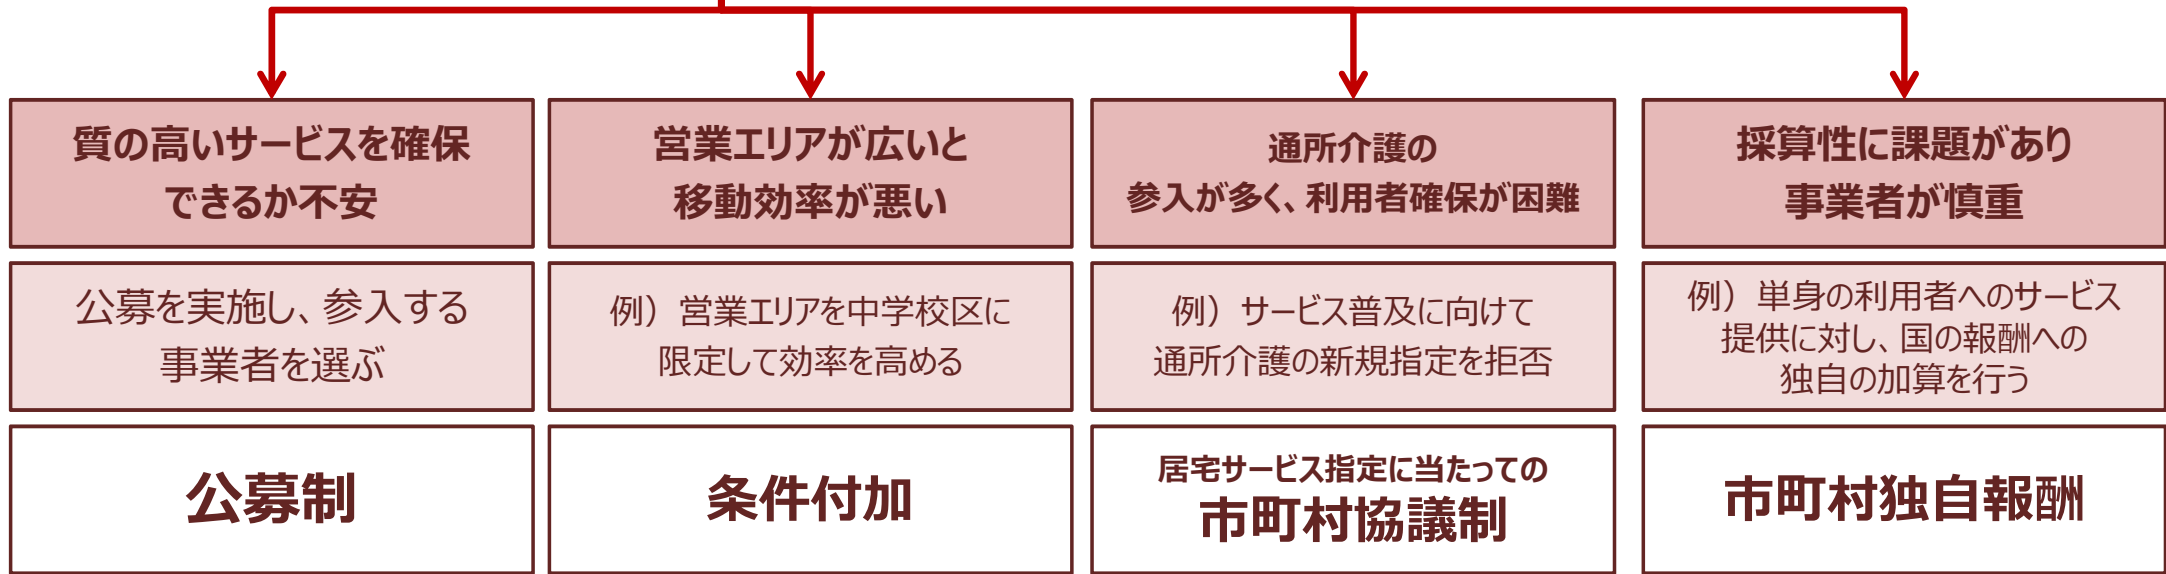 質の高いサービスを確保
できるか不安
公募を実施し、参入する
事業者を選ぶ
公募制
営業エリアが広いと
移動効率が悪い
例）営業エリアを中学校区に
限定して効率を高める
条件付加
通所介護の
参入が多く、利用者確保が困難
例）サービス普及に向けて
通所介護の新規指定を拒否
居宅サービス指定に当たっての
市町村協議制
採算性に課題があり
事業者が慎重
例）単身の利用者へのサービス
提供に対し、国の報酬への
独自の加算を行う
市町村独自報酬